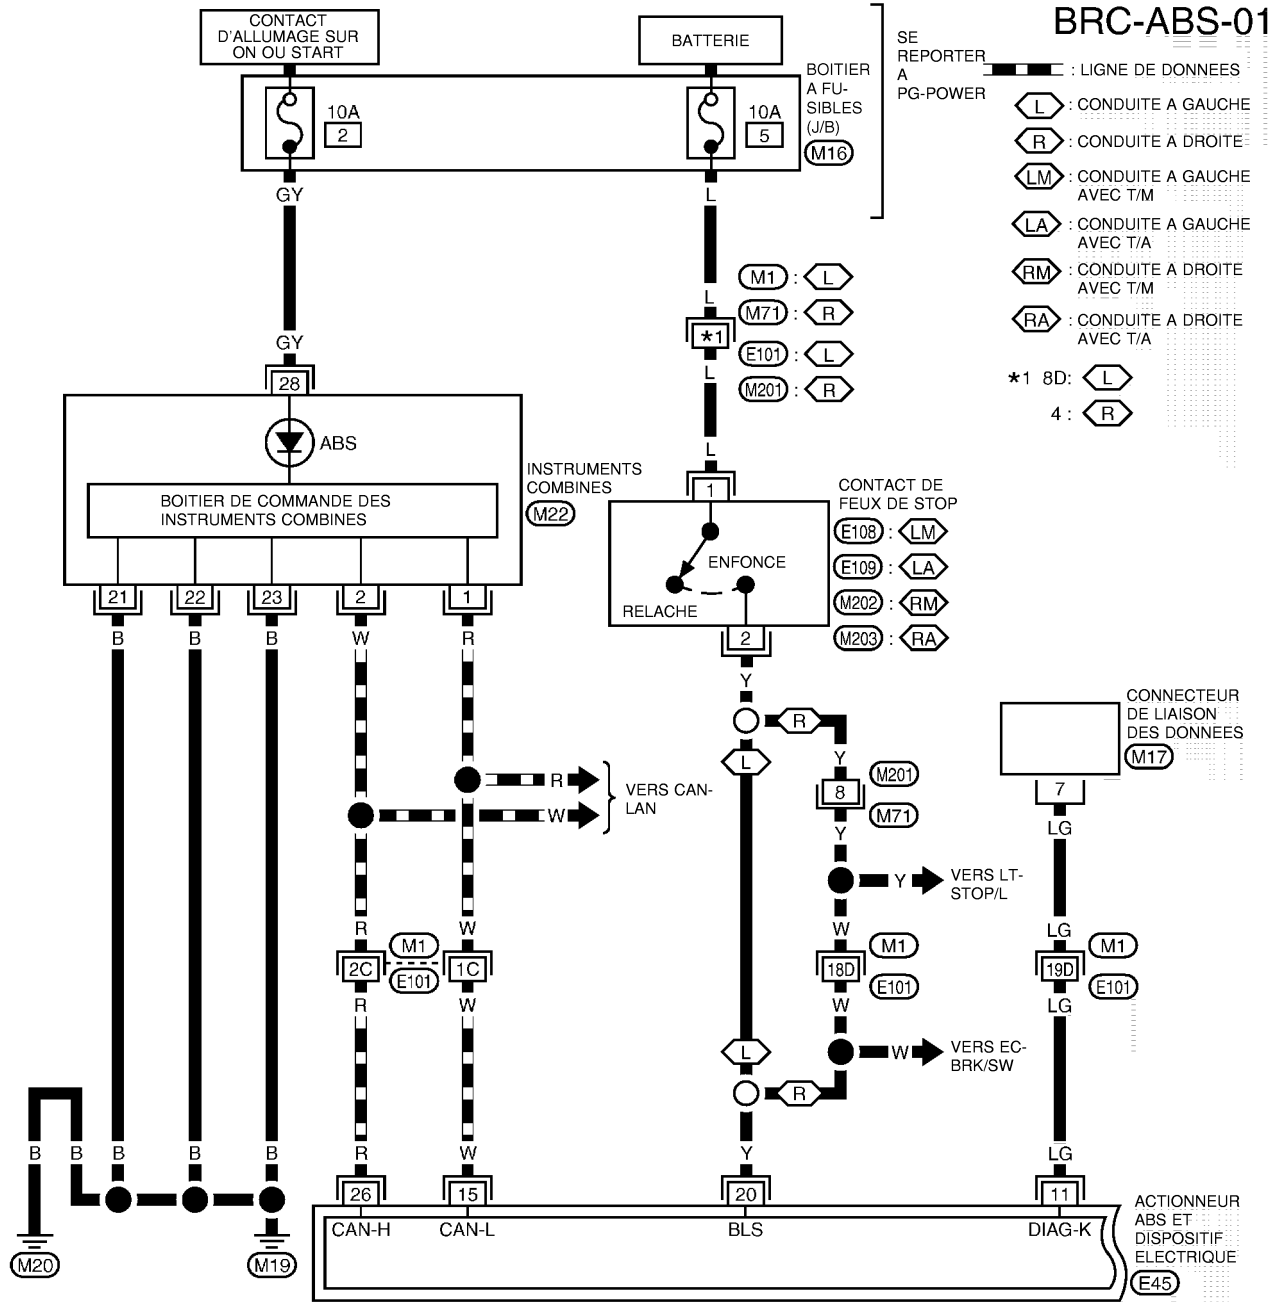 BRC-ABS-01
CONTACT
D'ALLUMAGE SUR
ON OU START
BATTERIE
SE
REPORTER
A
PG-POWER
BOITIER
A FU-
SIBLES
(J/B)
M16
10A
2
10A
5
: LIGNE DE DONNEES
L : CONDUITE A GAUCHE
R : CONDUITE A DROITE
LM : CONDUITE A GAUCHE
AVEC T/M
LA : CONDUITE A GAUCHE
AVEC T/A
RM : CONDUITE A DROITE
AVEC T/M
RA : CONDUITE A DROITE
AVEC T/A
*1 8D: L
4 : R
GY
L
GY
L
M1 : L
M71 : R
*1
E101 : L
M201 : R
L
L
28
ABS
BOITIER DE COMMANDE DES
INSTRUMENTS COMBINES
INSTRUMENTS
COMBINES
M22
1
CONTACT DE
FEUX DE STOP
E108 : LM
E109 : LA
M202 : RM
M203 : RA
ENFONCE
RELACHE
2
21
22
23
2
1
B
B
B
W
R
Y
R
L
Y
8
M201
M71
Y
R
W
VERS CAN-
LAN
Y
VERS LT-
STOP/L
CONNECTEUR
DE LIAISON
DES DONNEES
M17
7
LG
R
W
W
LG
2C
M1
E101
1C
18D
M1
E101
19D
M1
E101
R
W
W
LG
L
W
VERS EC-
BRK/SW
R
B
B
B
B
B
R
W
Y
LG
26
15
20
11
CAN-H
CAN-L
BLS
DIAG-K
M20
M19
ACTIONNEUR
ABS ET
DISPOSITIF
ELECTRIQUE
E45